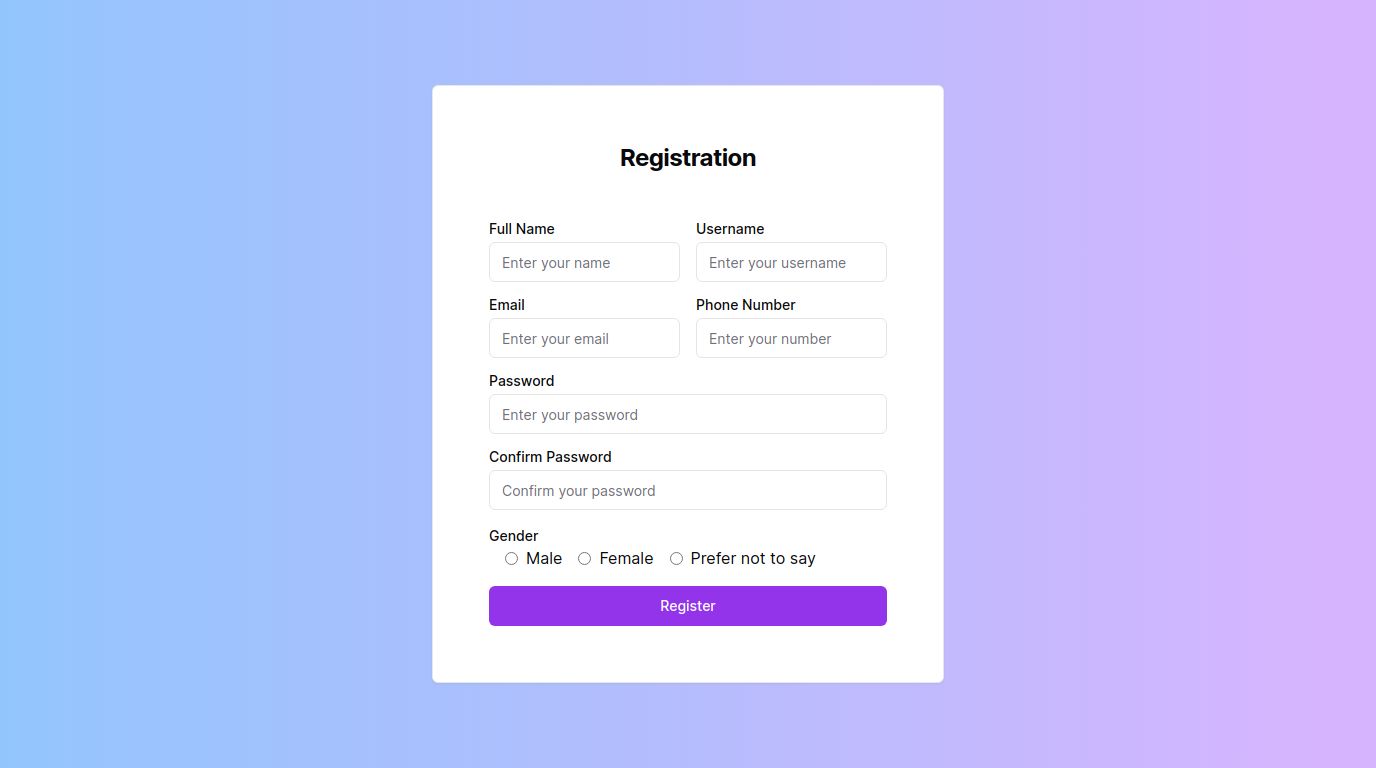 Registration
Full Name Username
Enter your name Enter your username
Email Phone Number
Enter your email Enter your number
Password
Enter your password
Confirm Password
Confirm your password
Gender
Male Female Prefer not to say
Register